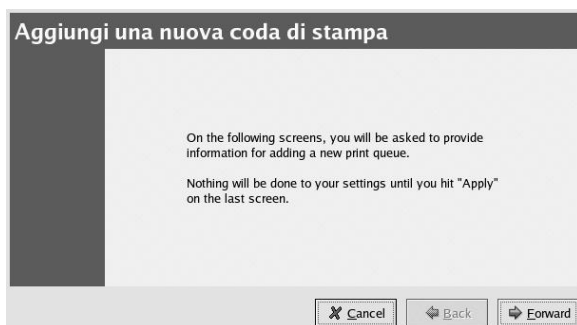 Aggiungi una nuova coda di stampa
On the following screens, you will be asked to provide
information for adding a new print queue.
Nothing will be done to your settings until you hit "Apply"
on the last screen.
Cancel
Back
Forward